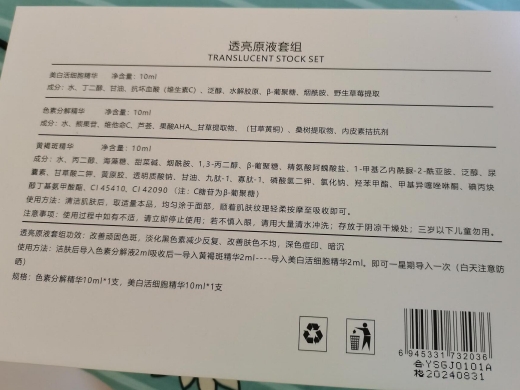 透亮原液套组
TRANSLUCENT STOCK SET
美白活细胞精华 净含量：10ml
成分：水、丁二醇、甘油、抗坏血酸（维生素C）、泛醇、水解胶原、β-葡聚糖、烟酰胺、野生草莓提取
色素分解精华 净含量：10ml
成分：水、熊果苷、维他命C、芦荟、果酸AHA、甘草提取物、（甘草黄酮）、桑树提取物、内皮素拮抗剂
黄褐斑精华 净含量：10ml
成分：水、丙二醇、海藻糖、甜菜碱、烟酰胺、1,3-丙二醇、β-葡聚糖、精氨酸阿魏酸盐、1-甲基乙内酰脲-2-酰亚胺、泛醇、尿
囊素、甘草酸二钾、黄原胶、透明质酸钠、甘油、九肽-1、寡肽-1、磷酸氢二钾、氯化钠、羟苯甲酯、甲基异噻唑啉酮、碘丙炔
醇丁基氨甲酸酯、CI 45410, CI 42090 （注：C糖苷为β-葡聚糖）
使用方法：清洁肌肤后，取适量本品，均匀涂于面部，顺着肌肤纹理轻柔按摩至吸收即可。
注意事项：使用过程中如有不适，请立即停止使用；若不慎入眼，请用大量清水冲洗；存放于阴凉干燥处；三岁以下儿童勿用。
透亮原液套组功效：改善顽固色斑，淡化黑色素减少反复，改善肤色不均，深色痘印，暗沉
使用方法：洁肤后导入色素分解液2ml吸收后一导入黄褐斑精华2ml----导入美白活细胞精华2ml。即可一星期导入一次（白天注意防
晒）
规格：色素分解精华10ml*1支，美白活细胞精华10ml*1支
6 945331 732036
YSGJ0101A
20240831